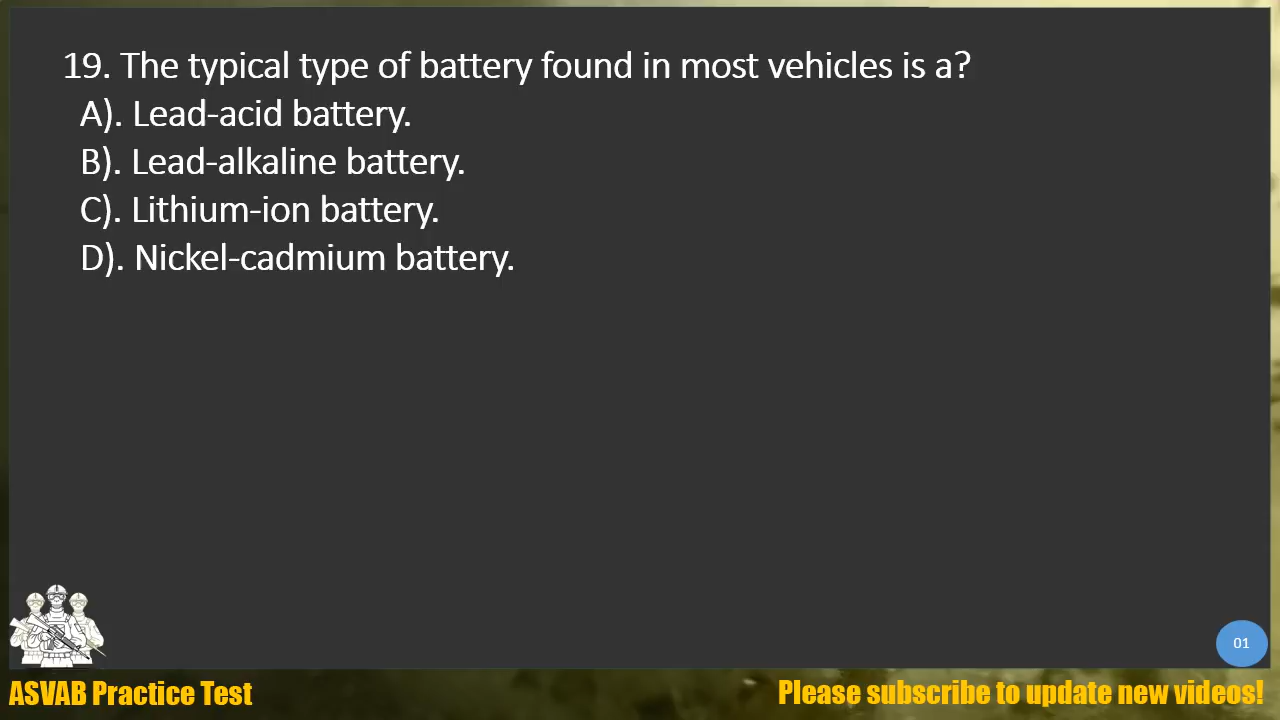 19. The typical type of battery found in most vehicles is a?
A). Lead-acid battery.
B). Lead-alkaline battery.
C). Lithium-ion battery.
D). Nickel-cadmium battery.
01
ASVAB Practice Test
Please subscribe to update new videos!